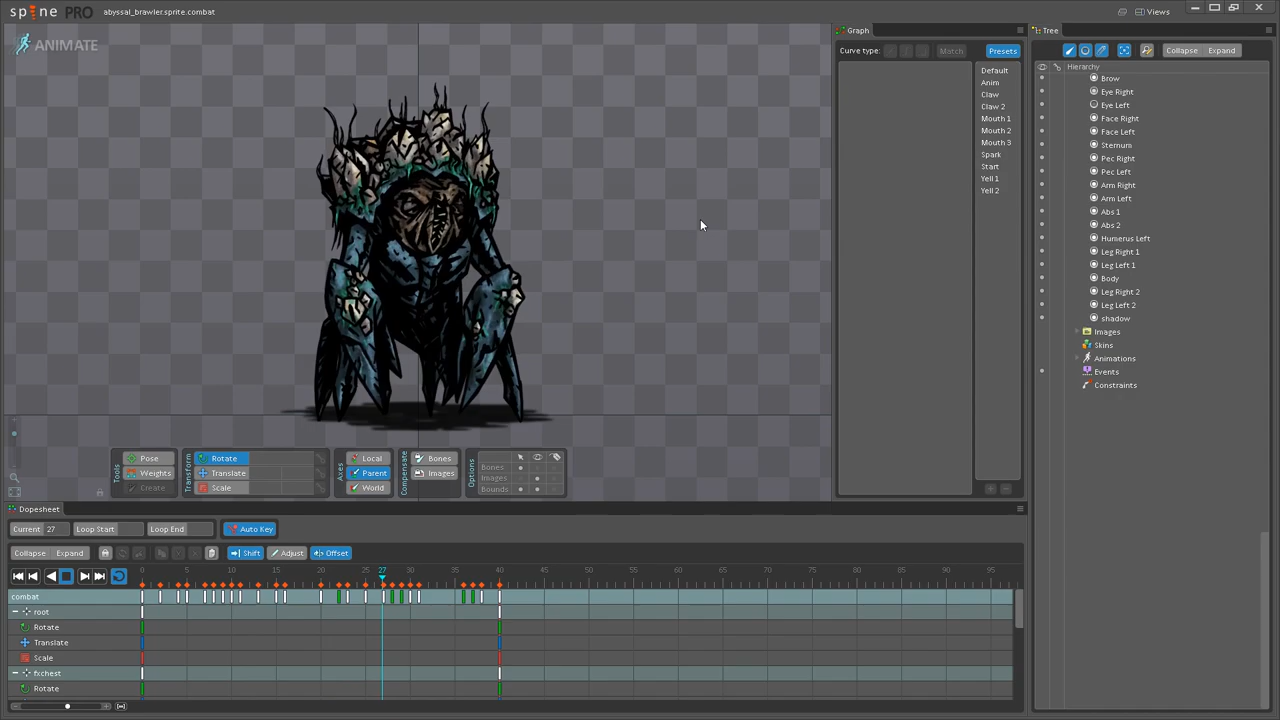 spine PRO abyssal_brawler.sprite.combat Views
ANIMATE
Graph
Curve type: Match Presets
Default
Anim
Claw
Claw 2
Mouth 1
Mouth 2
Mouth 3
Spark
Start
Yell 1
Yell 2
Tree
Collapse Expand
Hierarchy
Brow
Eye Right
Eye Left
Face Right
Face Left
Sternum
Pec Right
Pec Left
Arm Right
Arm Left
Abs 1
Abs 2
Humerus Left
Leg Right 1
Leg Left 1
Body
Leg Right 2
Leg Left 2
shadow
Images
Skins
Animations
Events
Constraints
Tools
Pose
Weights
Create
Transform
Rotate
Translate
Scale
Axes
Local
Parent
World
Compensate
Bones
Images
Options
Bones
Images
Bounds
Dopesheet
Current 27 Loop Start Loop End Auto Key
Collapse Expand Shift Adjust Offset
0 5 10 15 20 27 30 35 40 45 50 55 60 65 70 75 80 85 90 95
combat
root
Rotate
Translate
Scale
fxchest
Rotate